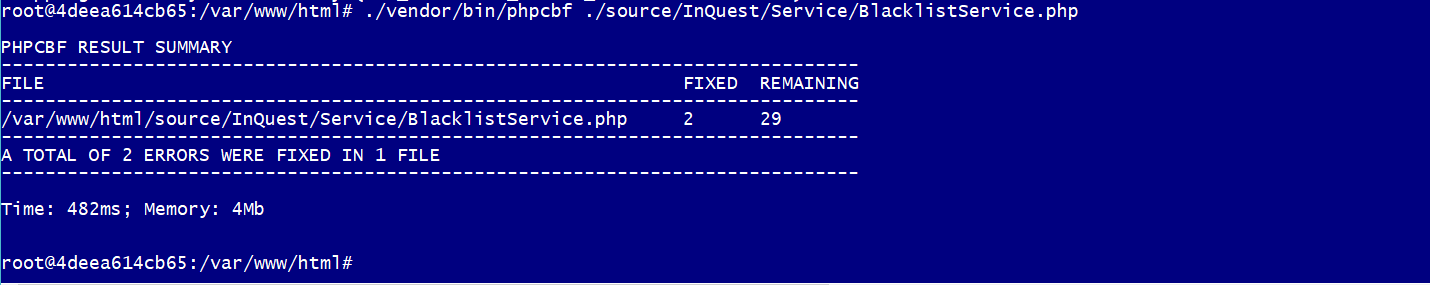 root@4deea614cb65:/var/www/html# ./vendor/bin/phpcbf ./source/InQuest/Service/BlacklistService.php
PHPCBF RESULT SUMMARY
------------------------------------------------------------------------------
FILE                                                          FIXED  REMAINING
------------------------------------------------------------------------------
/var/www/html/source/InQuest/Service/BlacklistService.php     2      29
------------------------------------------------------------------------------
A TOTAL OF 2 ERRORS WERE FIXED IN 1 FILE
------------------------------------------------------------------------------
Time: 482ms; Memory: 4Mb
root@4deea614cb65:/var/www/html#